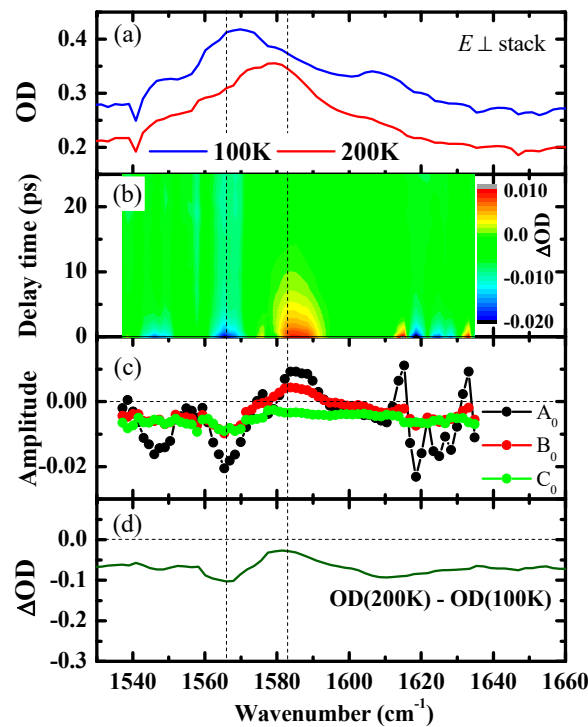 (a)
E ⊥ stack
OD
0.4
0.3
0.2
100K
200K
(b)
Delay time (ps)
20
10
0
0.010
0.0
-0.010
-0.020
ΔOD
(c)
Amplitude
0.00
-0.02
A₀
B₀
C₀
(d)
ΔOD
0.0
-0.1
-0.2
-0.3
OD(200K) - OD(100K)
1540 1560 1580 1600 1620 1640 1660
Wavenumber (cm⁻¹)